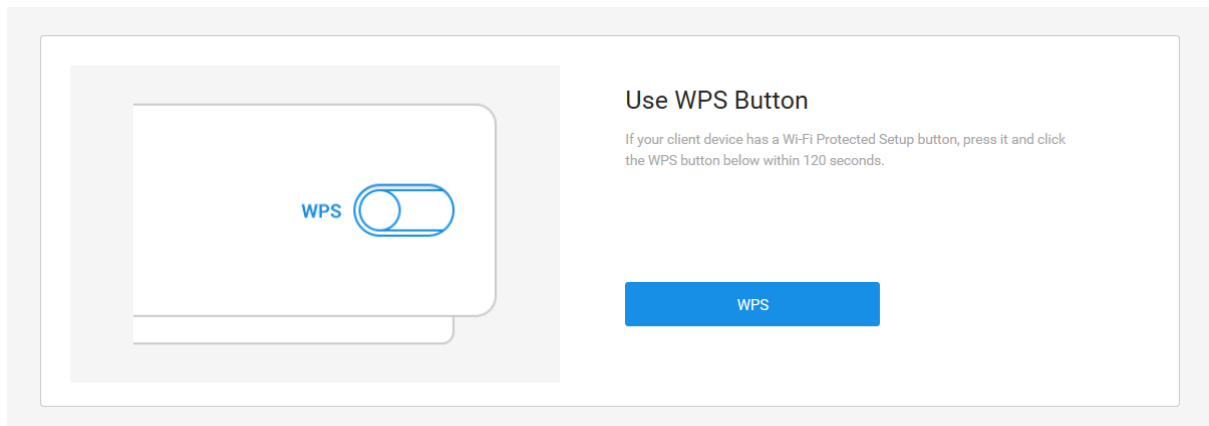 WPS
Use WPS Button
If your client device has a Wi-Fi Protected Setup button, press it and click
the WPS button below within 120 seconds.
WPS